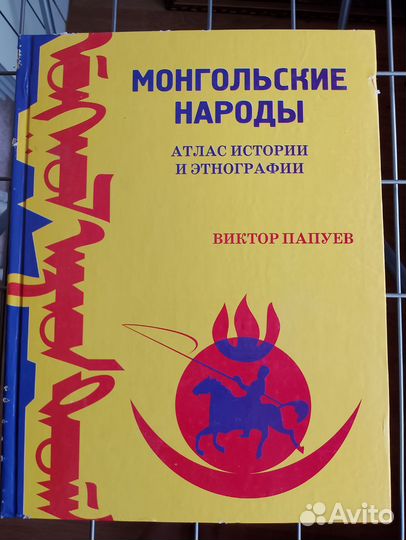 МОНГОЛЬСКИЕ
НАРОДЫ
АТЛАС ИСТОРИИ
И ЭТНОГРАФИИ
ВИКТОР ПАПУЕВ
Avito